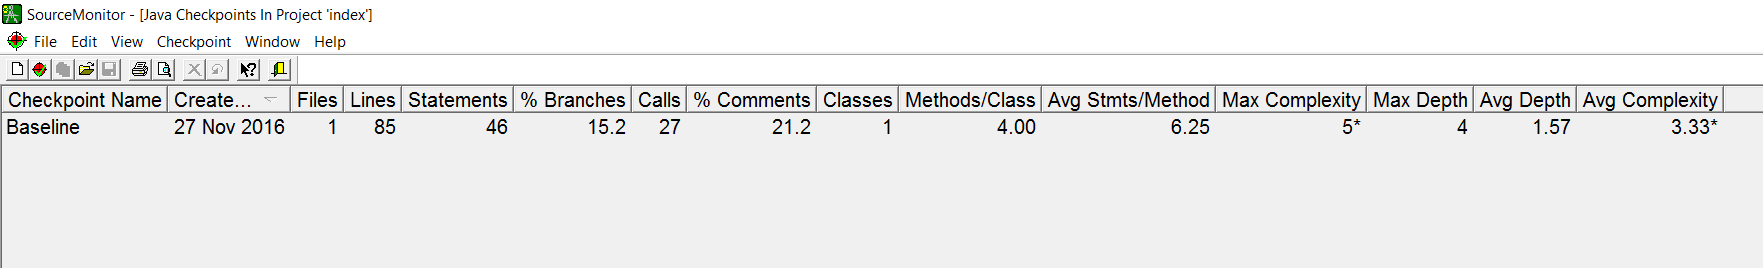 SourceMonitor - [Java Checkpoints In Project 'index']
File Edit View Checkpoint Window Help
Checkpoint Name Create... Files Lines Statements % Branches Calls % Comments Classes Methods/Class Avg Stmts/Method Max Complexity Max Depth Avg Depth Avg Complexity
Baseline 27 Nov 2016 1 85 46 15.2 27 21.2 1 4.00 6.25 5* 4 1.57 3.33*